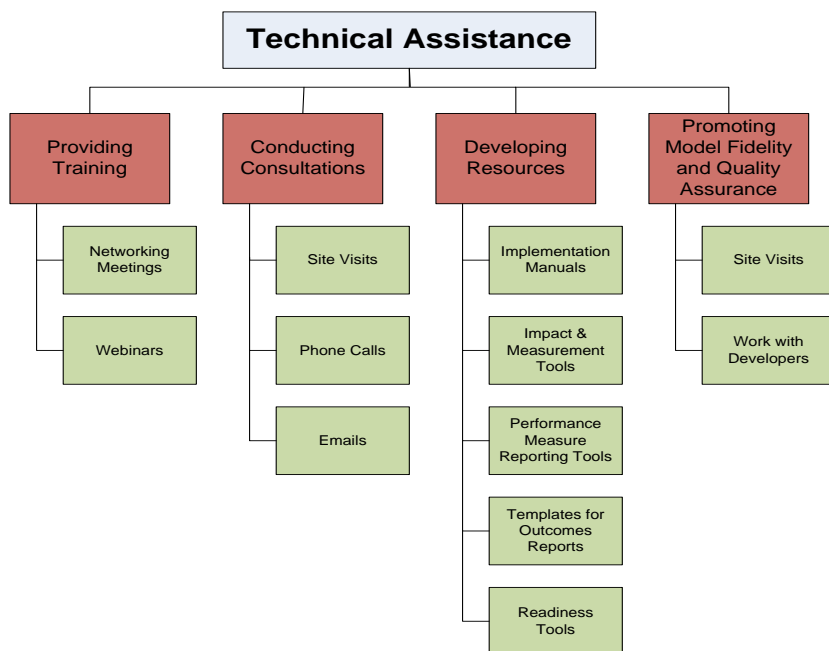 Technical Assistance
Providing
Training
Networking
Meetings
Webinars
Conducting
Consultations
Site Visits
Phone Calls
Emails
Developing
Resources
Implementation
Manuals
Impact &
Measurement
Tools
Performance
Measure
Reporting Tools
Templates for
Outcomes
Reports
Readiness
Tools
Promoting
Model Fidelity
and Quality
Assurance
Site Visits
Work with
Developers